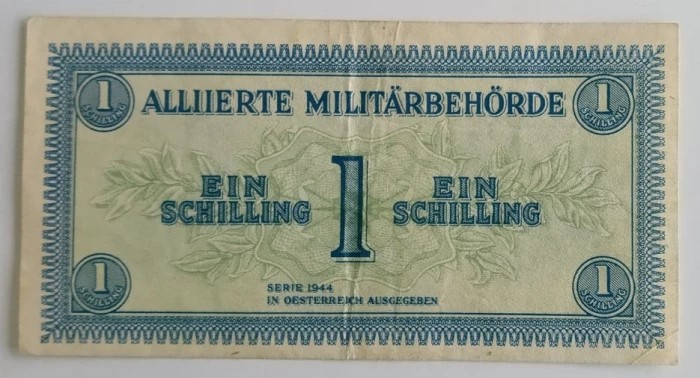 1 SCHILLING
1 SCHILLING
ALLIIERTE MILITÄRBEHÖRDE
EIN SCHILLING
1
EIN SCHILLING
SERIE 1944
IN OESTERREICH AUSGEGEBEN
1 SCHILLING
1 SCHILLING